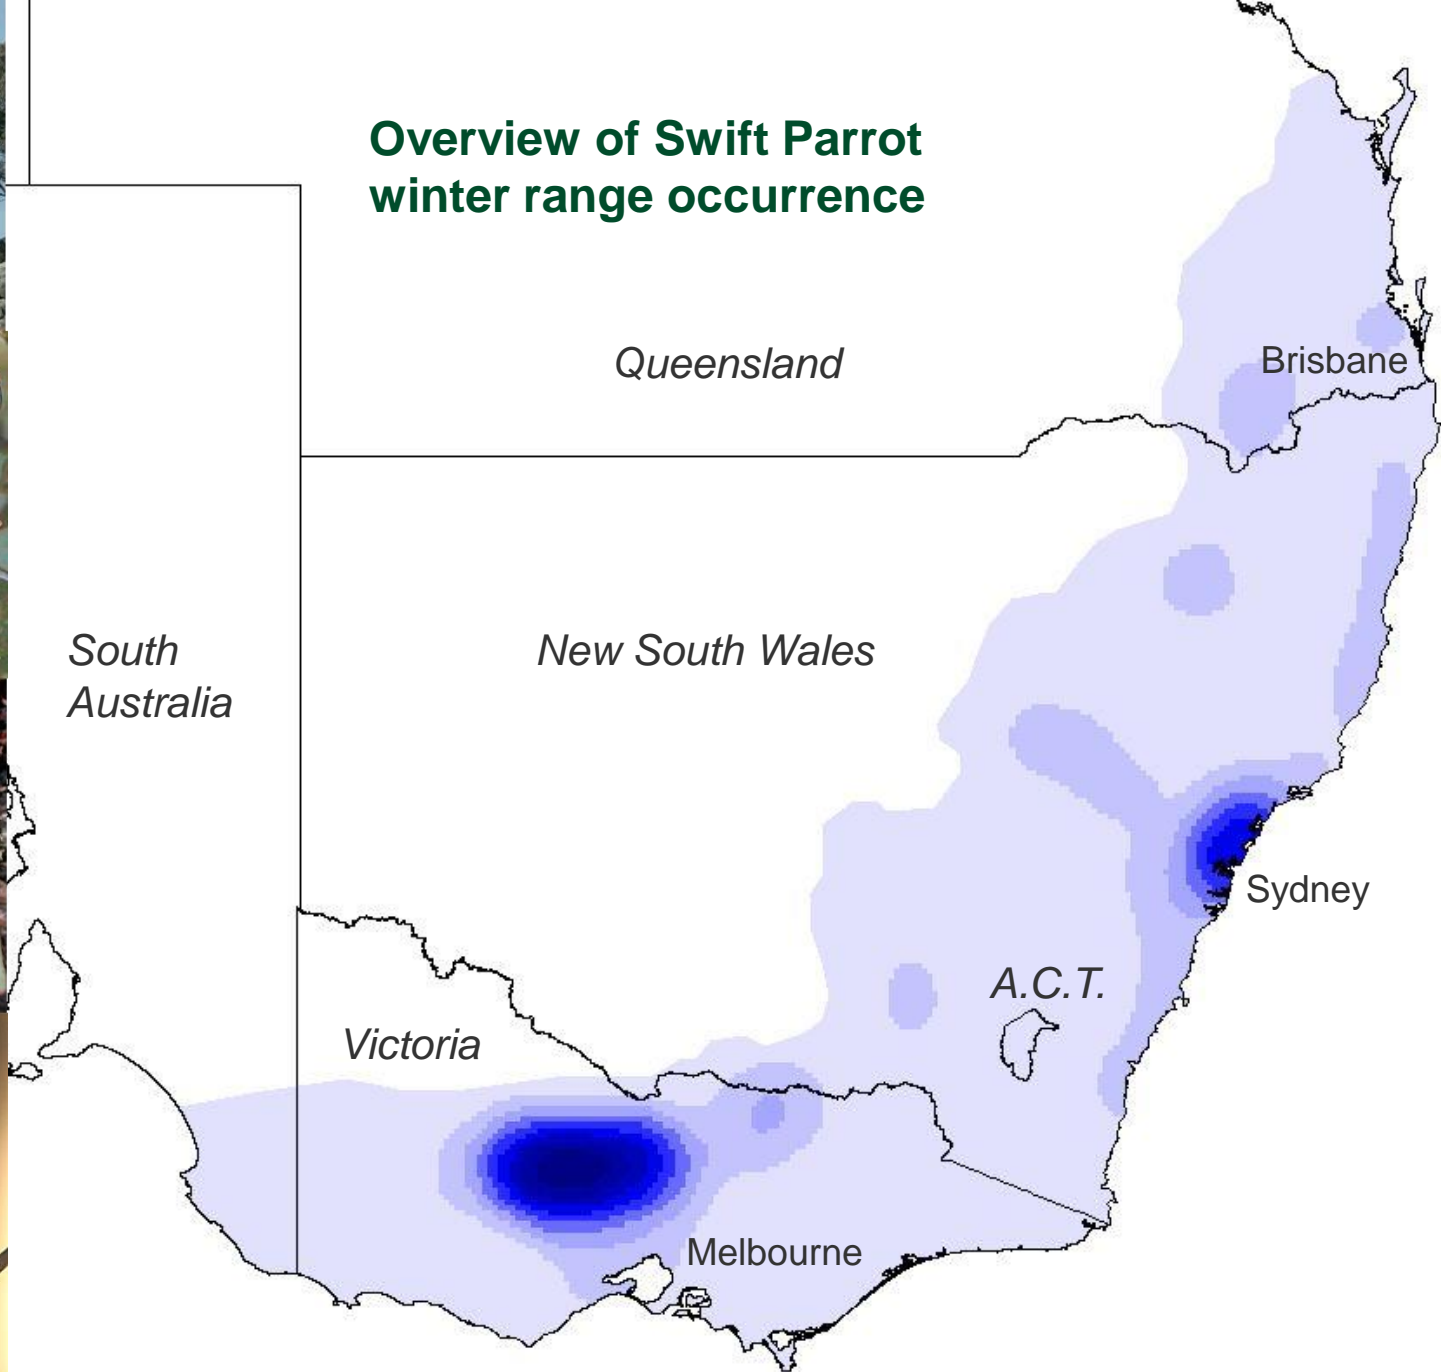 Overview of Swift Parrot
winter range occurrence
Queensland
Brisbane
South
Australia
New South Wales
Sydney
A.C.T.
Victoria
Melbourne